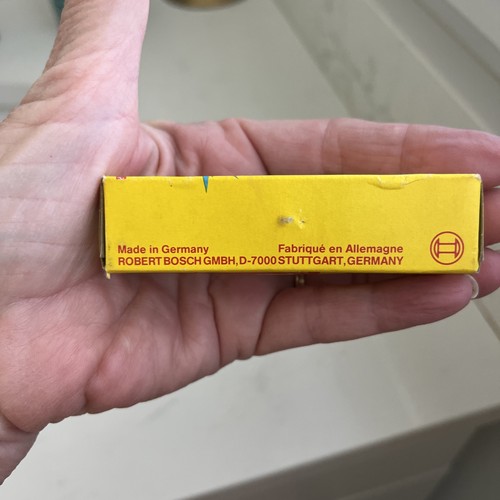 Made in Germany Fabriqué en Allemagne
ROBERT BOSCH GMBH, D-7000 STUTTGART, GERMANY